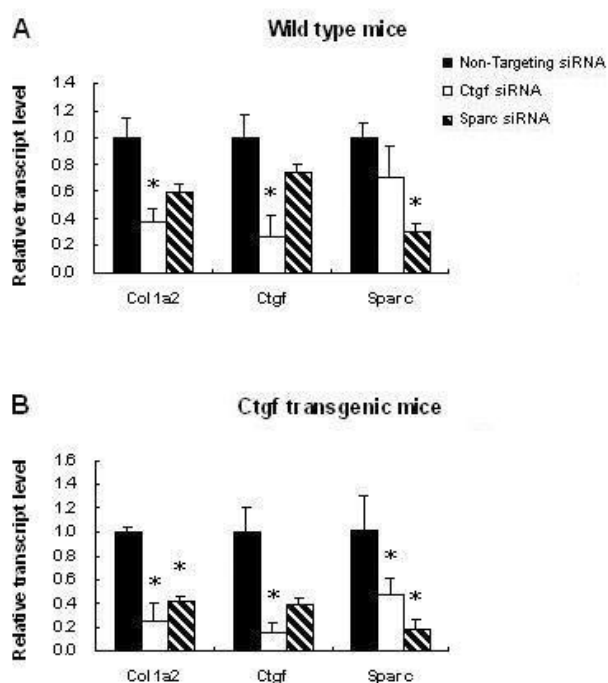 A
Wild type mice
Non-Targeting siRNA
Ctgf siRNA
Sparc siRNA
Relative transcript level
1.4
1.2
1.0
0.8
0.6
0.4
0.2
0.0
*
*
*
Col1a2 Ctgf Sparc
B
Ctgf transgenic mice
Relative transcript level
1.6
1.4
1.2
1.0
0.8
0.6
0.4
0.2
0.0
* *
*
*
*
Col1a2 Ctgf Sparc